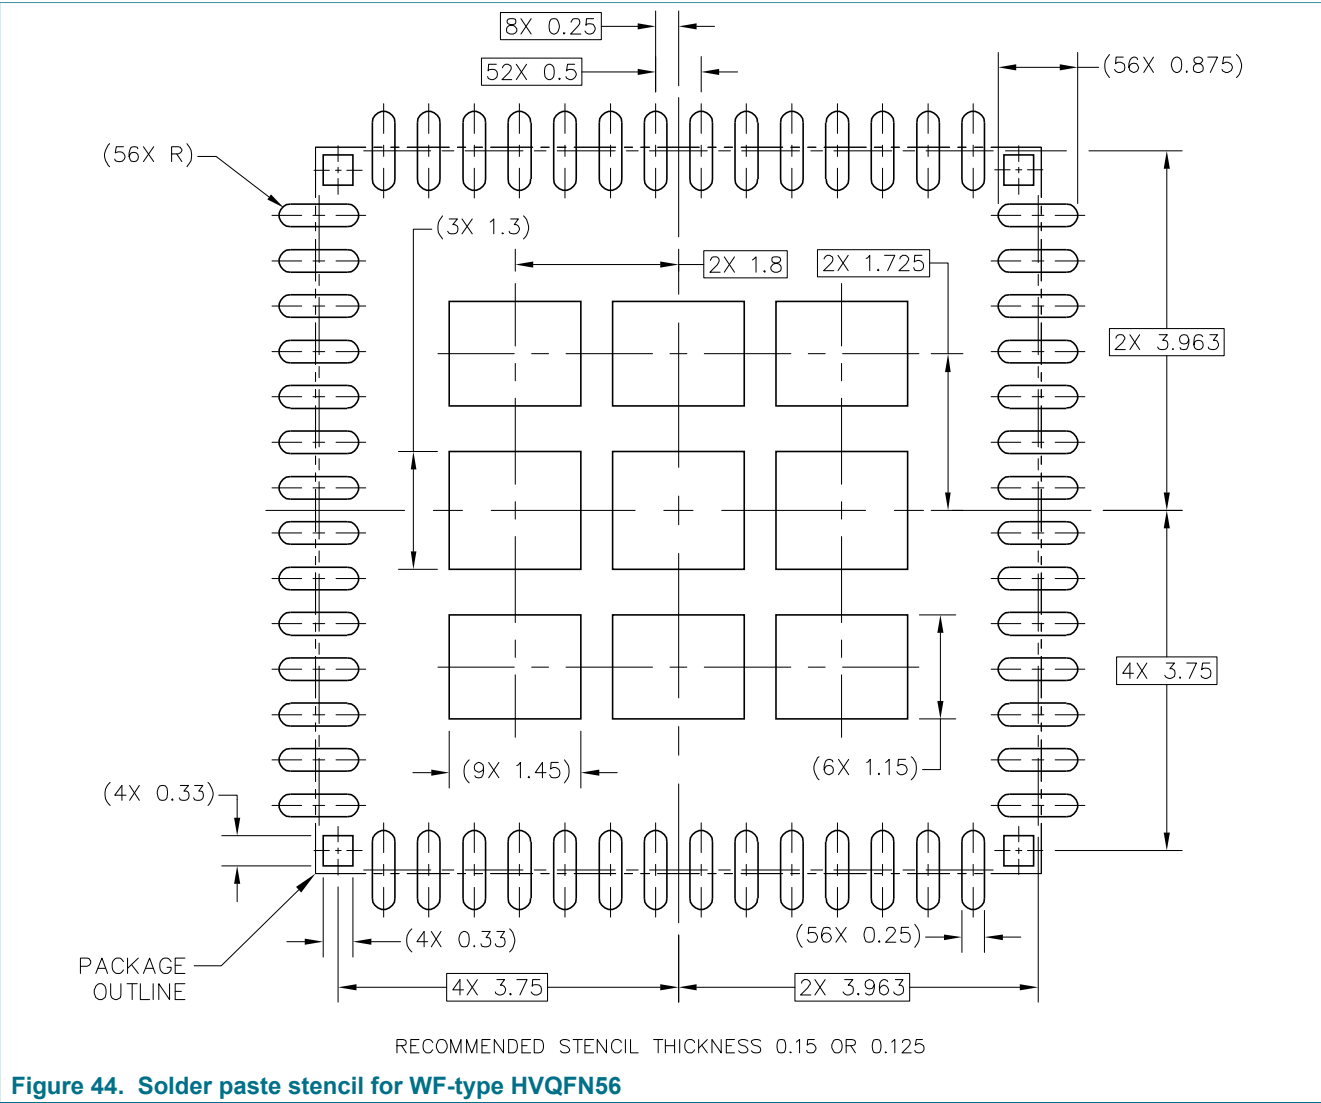 8X 0.25
52X 0.5
(56X 0.875)
(56X R)
(3X 1.3)
2X 1.8
2X 1.725
2X 3.963
4X 3.75
(9X 1.45)
(6X 1.15)
(4X 0.33)
(4X 0.33)
(56X 0.25)
PACKAGE
OUTLINE
4X 3.75
2X 3.963
RECOMMENDED STENCIL THICKNESS 0.15 OR 0.125
Figure 44. Solder paste stencil for WF-type HVQFN56